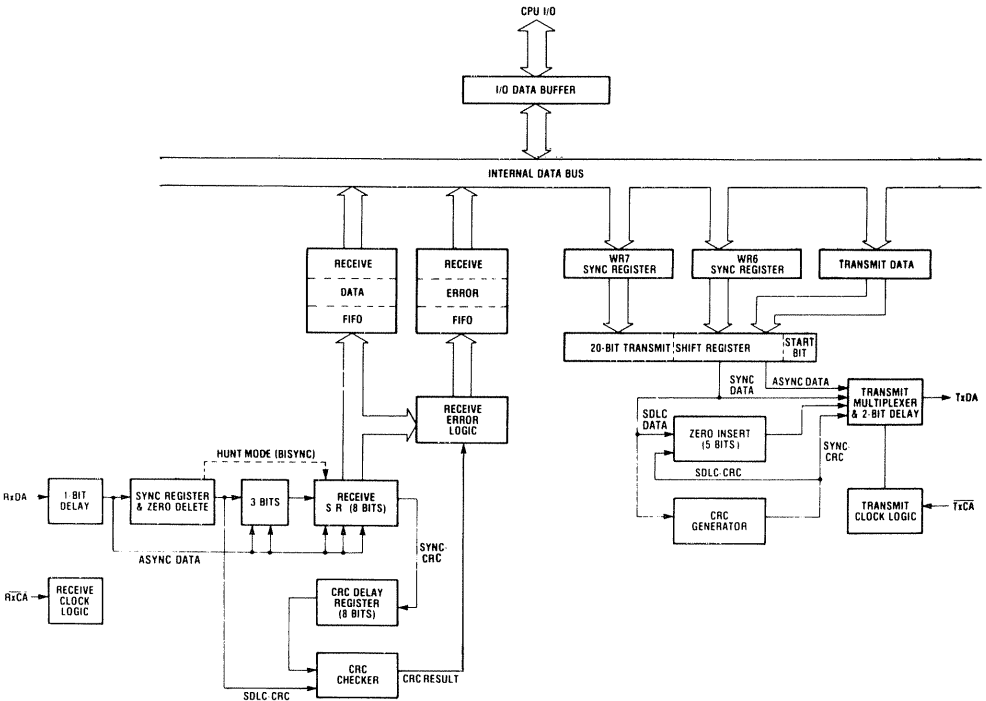 CPU I/O
I/O DATA BUFFER
INTERNAL DATA BUS
RECEIVE
DATA
FIFO
RECEIVE
ERROR
FIFO
WR7
SYNC REGISTER
WR6
SYNC REGISTER
TRANSMIT DATA
20-BIT TRANSMIT SHIFT REGISTER
START
BIT
SYNC
DATA
ASYNC DATA
TRANSMIT
MULTIPLEXER
& 2-BIT DELAY
TxDA
RECEIVE
ERROR
LOGIC
SDLC
DATA
ZERO INSERT
(5 BITS)
SYNC-
CRC
SDLC-CRC
CRC
GENERATOR
TRANSMIT
CLOCK LOGIC
TxCA
HUNT MODE (BISYNC)
RxDA
1-BIT
DELAY
SYNC REGISTER
& ZERO DELETE
3 BITS
RECEIVE
S R (8 BITS)
ASYNC DATA
SYNC-
CRC
RxCA
RECEIVE
CLOCK
LOGIC
CRC DELAY
REGISTER
(8 BITS)
CRC
CHECKER
CRC RESULT
SDLC-CRC